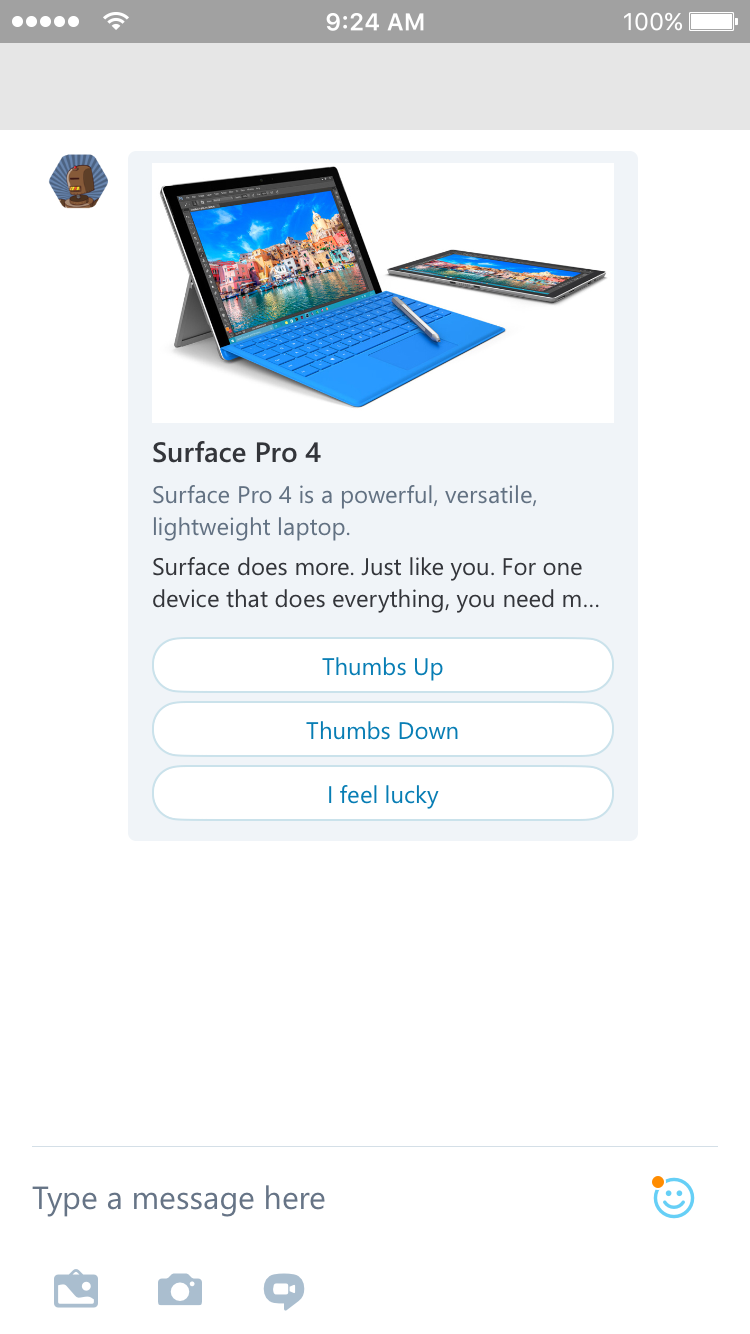 9:24 AM
100%
Surface Pro 4
Surface Pro 4 is a powerful, versatile,
lightweight laptop.
Surface does more. Just like you. For one
device that does everything, you need m...
Thumbs Up
Thumbs Down
I feel lucky
Type a message here